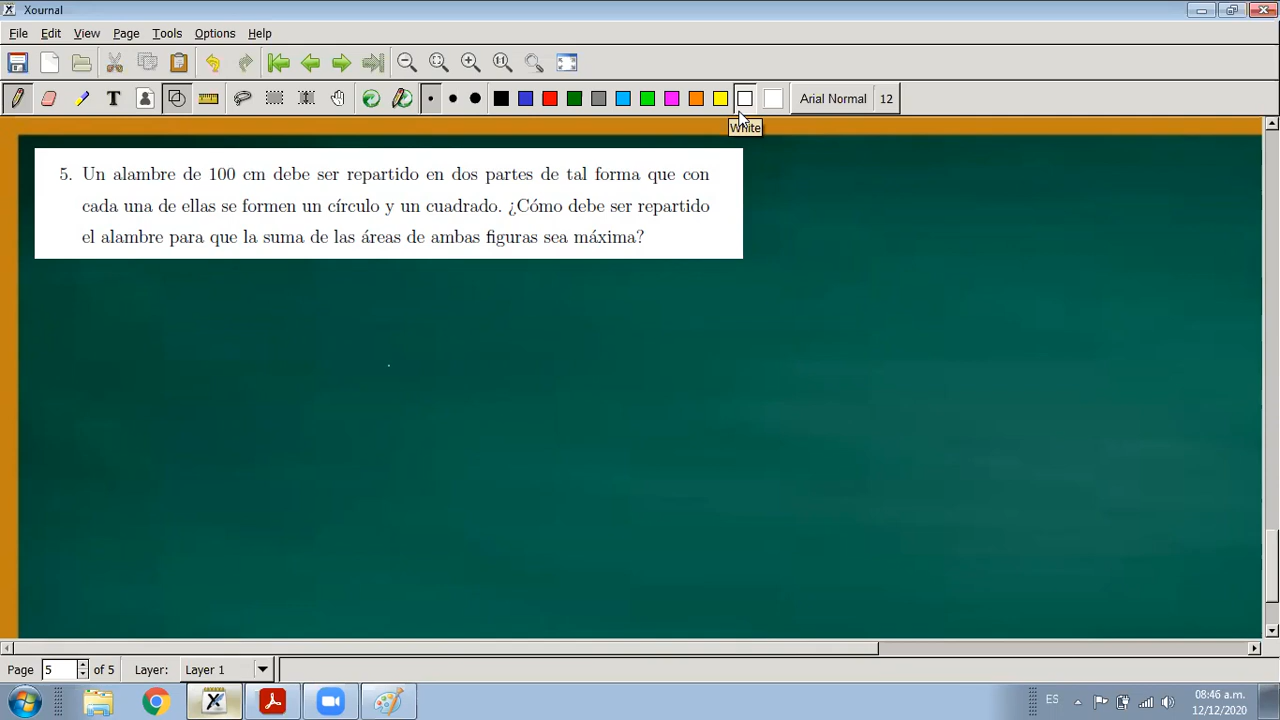 Xournal
File Edit View Page Tools Options Help
T Arial Normal 12
White
5. Un alambre de 100 cm debe ser repartido en dos partes de tal forma que con
cada una de ellas se formen un círculo y un cuadrado. ¿Cómo debe ser repartido
el alambre para que la suma de las áreas de ambas figuras sea máxima?
Page 5 of 5 Layer: Layer 1
ES 08:46 a.m.
12/12/2020